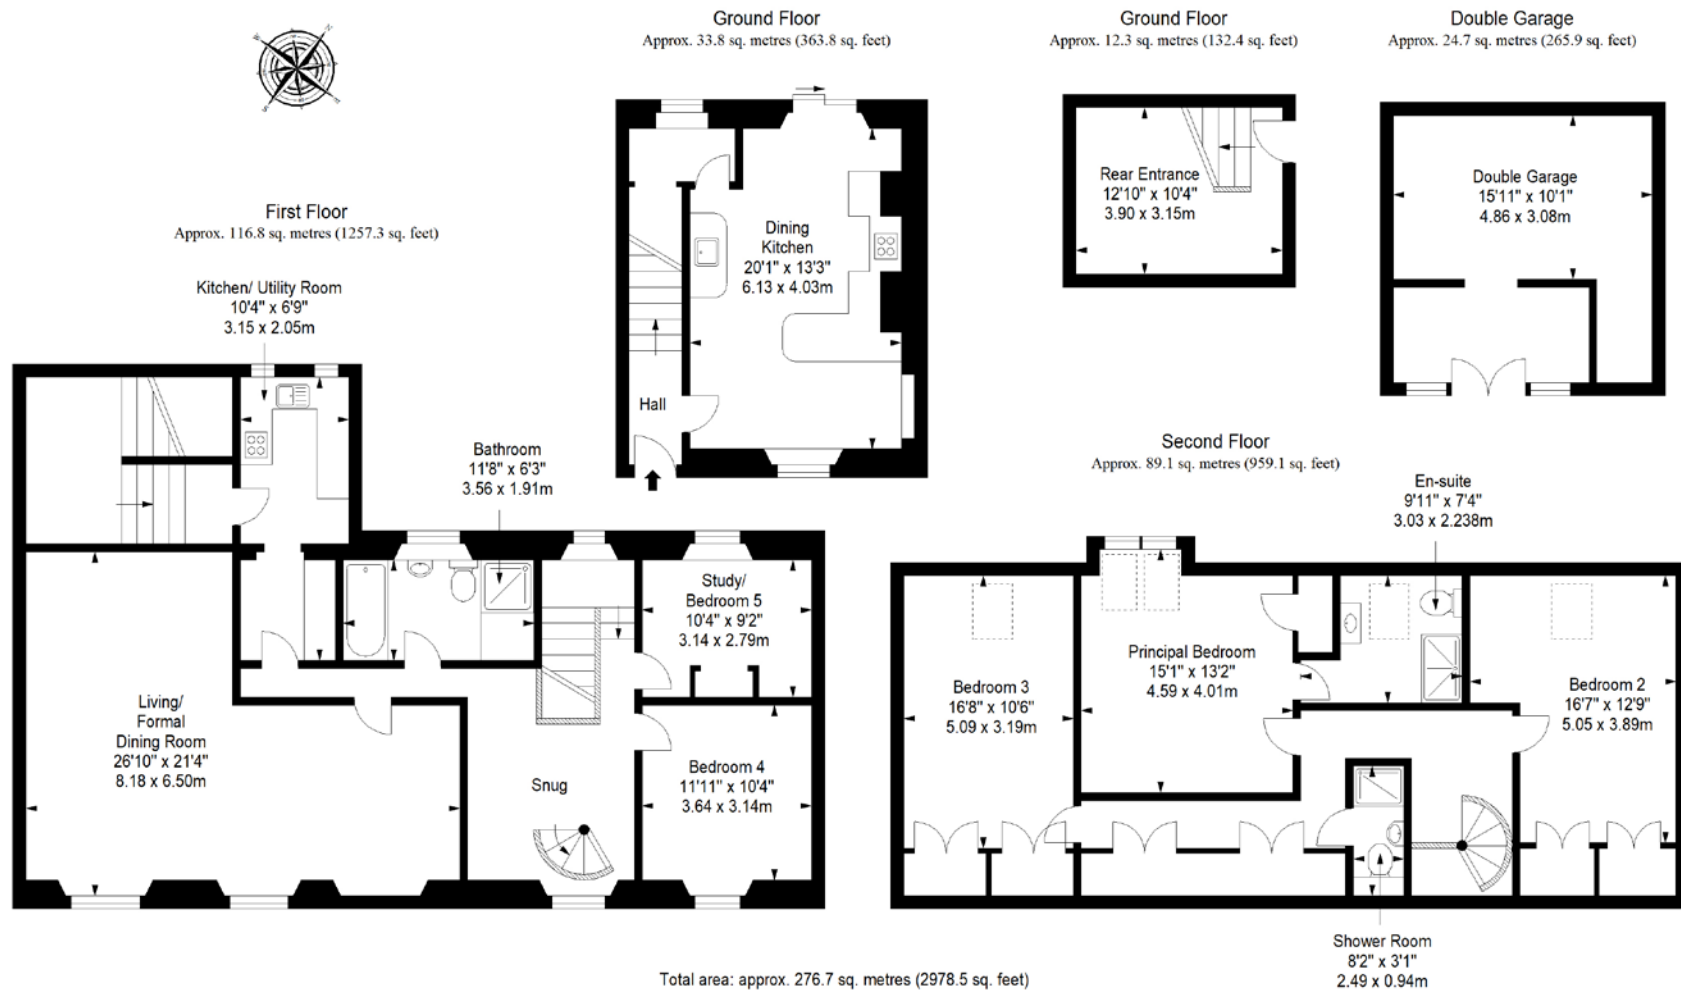 Ground Floor
Approx. 33.8 sq. metres (363.8 sq. feet)
Ground Floor
Approx. 12.3 sq. metres (132.4 sq. feet)
Double Garage
Approx. 24.7 sq. metres (265.9 sq. feet)
W
N
S
E
Rear Entrance
12'10" x 10'4"
3.90 x 3.15m
Double Garage
15'11" x 10'1"
4.86 x 3.08m
First Floor
Approx. 116.8 sq. metres (1257.3 sq. feet)
Dining
Kitchen
20'1" x 13'3"
6.13 x 4.03m
Kitchen/ Utility Room
10'4" x 6'9"
3.15 x 2.05m
Hall
Bathroom
11'8" x 6'3"
3.56 x 1.91m
Second Floor
Approx. 89.1 sq. metres (959.1 sq. feet)
En-suite
9'11" x 7'4"
3.03 x 2.238m
Study/
Bedroom 5
10'4" x 9'2"
3.14 x 2.79m
Living/
Formal
Dining Room
26'10" x 21'4"
8.18 x 6.50m
Snug
Bedroom 4
11'11" x 10'4"
3.64 x 3.14m
Bedroom 3
16'8" x 10'6"
5.09 x 3.19m
Principal Bedroom
15'1" x 13'2"
4.59 x 4.01m
Bedroom 2
16'7" x 12'9"
5.05 x 3.89m
Shower Room
8'2" x 3'1"
2.49 x 0.94m
Total area: approx. 276.7 sq. metres (2978.5 sq. feet)